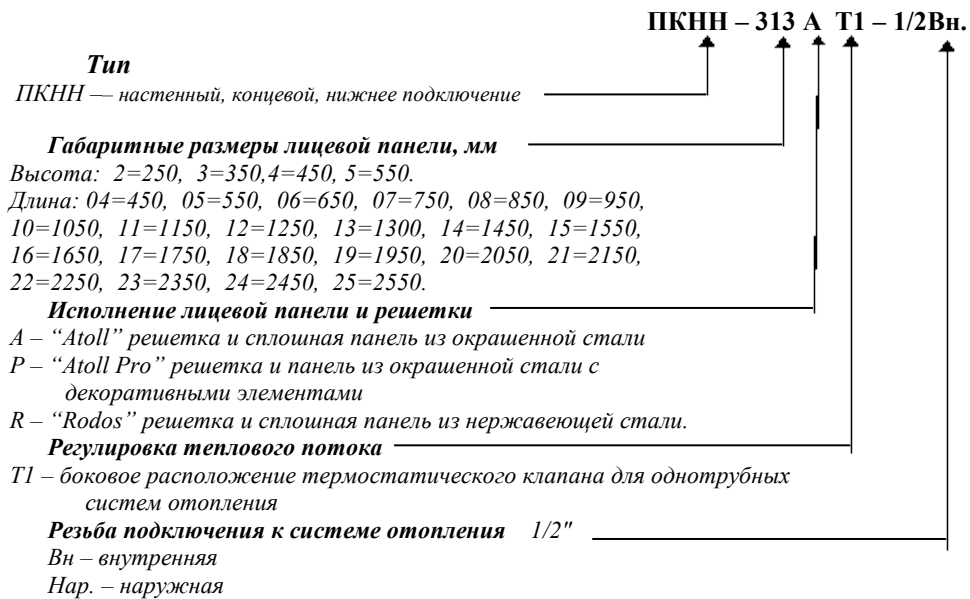 ПКНН – 313 А Т1 – 1/2Вн.
Тип
ПКНН –– настенный, концевой, нижнее подключение
Габаритные размеры лицевой панели, мм
Высота: 2=250, 3=350,4=450, 5=550.
Длина: 04=450, 05=550, 06=650, 07=750, 08=850, 09=950,
10=1050, 11=1150, 12=1250, 13=1300, 14=1450, 15=1550,
16=1650, 17=1750, 18=1850, 19=1950, 20=2050, 21=2150,
22=2250, 23=2350, 24=2450, 25=2550.
Исполнение лицевой панели и решетки
А – “Atoll” решетка и сплошная панель из окрашенной стали
P – “Atoll Pro” решетка и панель из окрашенной стали с
декоративными элементами
R – “Rodos” решетка и сплошная панель из нержавеющей стали.
Регулировка теплового потока
Т1 – боковое расположение термостатического клапана для однотрубных
систем отопления
Резьба подключения к системе отопления 1/2"
Вн – внутренняя
Нар. – наружная